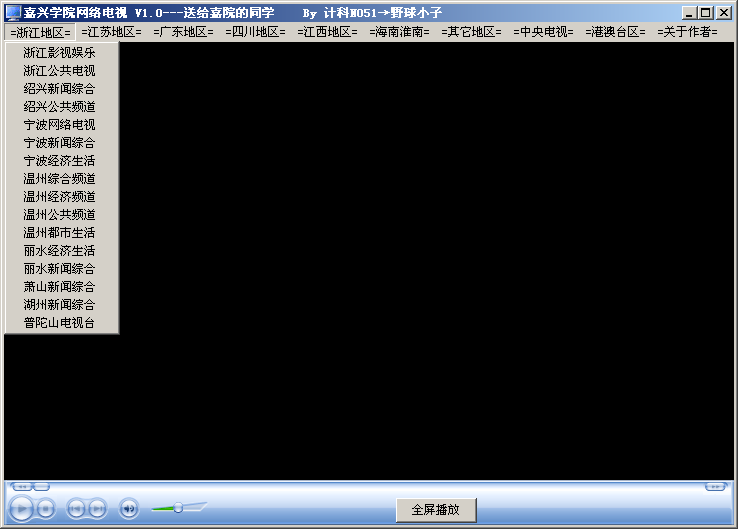 嘉兴学院网络电视 V1.0---送给嘉院的同学 By 计科N051→野球小子
=浙江地区= =江苏地区= =广东地区= =四川地区= =江西地区= =海南淮南= =其它地区= =中央电视= =港澳台区= =关于作者=
浙江影视娱乐
浙江公共电视
绍兴新闻综合
绍兴公共频道
宁波网络电视
宁波新闻综合
宁波经济生活
温州综合频道
温州经济频道
温州公共频道
温州都市生活
丽水经济生活
丽水新闻综合
萧山新闻综合
湖州新闻综合
普陀山电视台
全屏播放